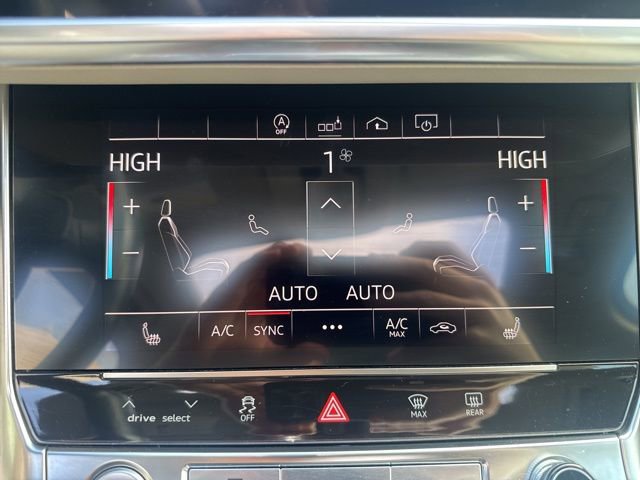 A
OFF
HIGH 1 HIGH
+ +
− −
AUTO AUTO
A/C SYNC ... A/C MAX
drive select OFF MAX REAR